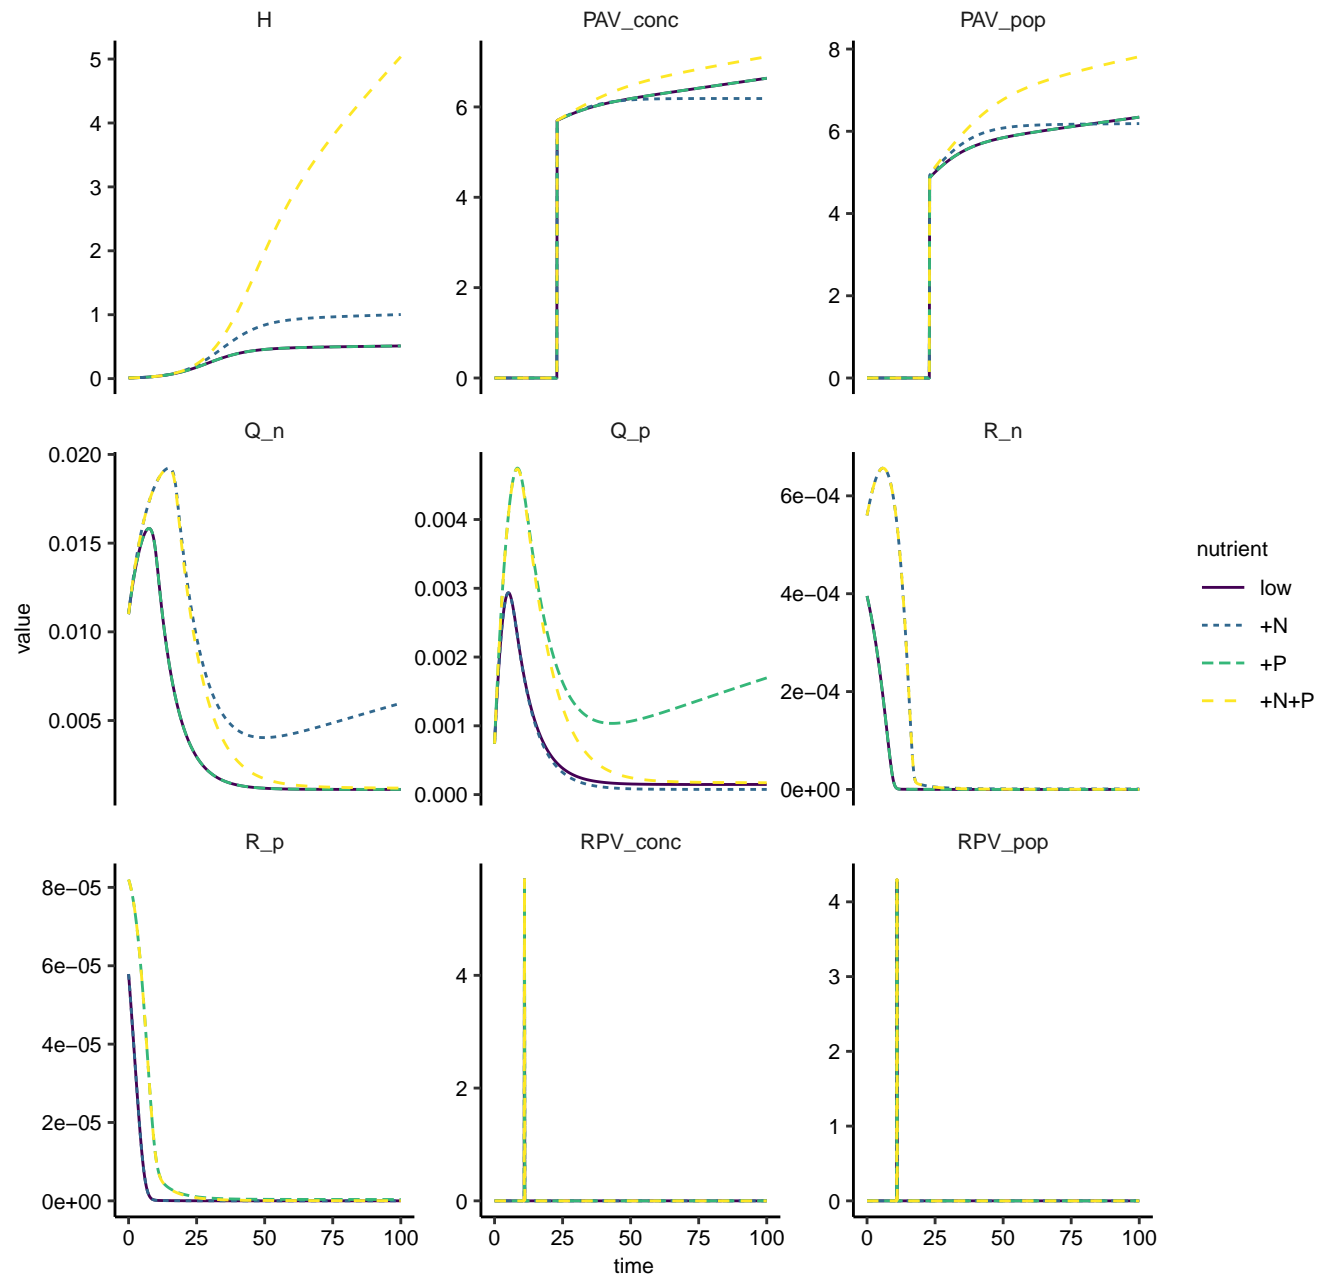 H PAV_conc PAV_pop
5
4
3
2
1
0
6
4
2
0
8
6
4
2
0
Q_n Q_p R_n
0.020
0.015
0.010
0.005
0.004
0.003
0.002
0.001
0.000
6e−04
4e−04
2e−04
0e+00
R_p RPV_conc RPV_pop
8e−05
6e−05
4e−05
2e−05
0e+00
4
2
0
4
3
2
1
0
0 25 50 75 100
0 25 50 75 100
0 25 50 75 100
time
value
nutrient
low
+N
+P
+N+P